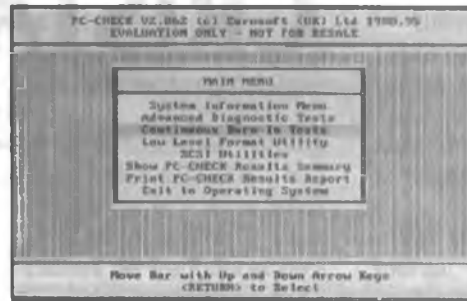 PC-CHECK V2.062 (c) Eurosoft (UK) Ltd 1988,95
EVALUATION ONLY - NOT FOR RESALE
MAIN MENU
System Information Menu
Advanced Diagnostic Tests
Continuous Burn-In Tests
Low Level Format Utility
SCSI Utilities
Show PC-CHECK Results Summary
Print PC-CHECK Results Report
Exit to Operating System
Move Bar with Up and Down Arrow Keys
<RETURN> to Select